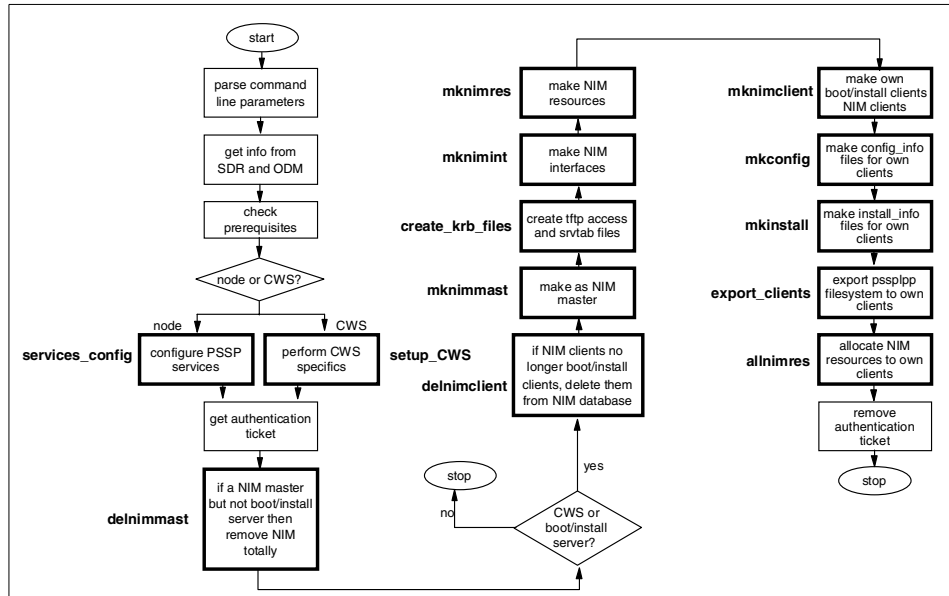 start
parse command
line parameters
get info from
SDR and ODM
check
prerequisites
node or CWS?
node
CWS
services_config
configure PSSP
services
perform CWS
specifics
setup_CWS
get authentication
ticket
delnimmast
if a NIM master
but not boot/install
server then
remove NIM
totally
CWS or
boot/install
server?
no
stop
yes
delnimclient
if NIM clients no
longer boot/install
clients, delete them
from NIM database
mknimmast
make as NIM
master
create_krb_files
create tftp access
and srvtab files
mknimint
make NIM
interfaces
mknimres
make NIM
resources
mknimclient
make own
boot/install clients
NIM clients
mkconfig
make config_info
files for own
clients
mkinstall
make install_info
files for own
clients
export_clients
export pssplpp
filesystem to own
clients
allnimres
allocate NIM
resources to own
clients
remove
authentication
ticket
stop